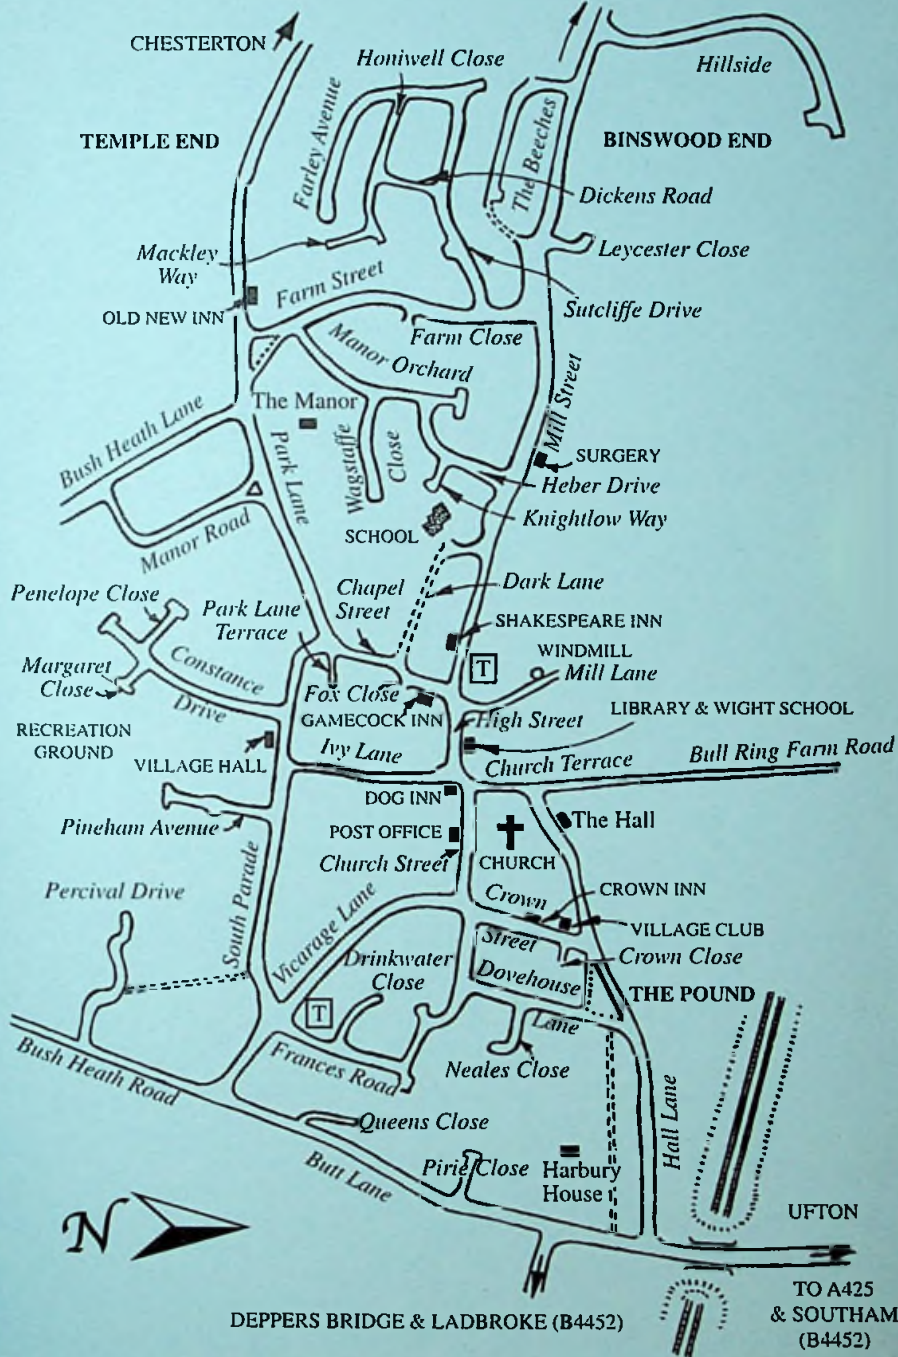 CHESTERTON
Honiwell Close
Hillside
TEMPLE END
Farley Avenue
The Beeches
BINSWOOD END
Dickens Road
Mackley
Way
Leycester Close
Farm Street
OLD NEW INN
Sutcliffe Drive
Farm Close
Manor Orchard
Mill Street
Bush Heath Lane
The Manor
Park Lane
Wagstaffe
Close
SURGERY
Heber Drive
Knightlow Way
Manor Road
SCHOOL
Dark Lane
Penelope Close
Park Lane
Terrace
Chapel
Street
SHAKESPEARE INN
WINDMILL
Mill Lane
T
Margaret
Close
Constance
Drive
Fox Close
GAMECOCK INN
High Street
LIBRARY & WIGHT SCHOOL
RECREATION
GROUND
VILLAGE HALL
Ivy Lane
Church Terrace
Bull Ring Farm Road
DOG INN
Pineham Avenue
POST OFFICE
The Hall
Church Street
CHURCH
Percival Drive
South Parade
Vicarage Lane
Crown
Street
CROWN INN
VILLAGE CLUB
Crown Close
Drinkwater
Close
Dovehouse
Lane
THE POUND
T
Bush Heath Road
Frances Road
Neales Close
Hall Lane
Queens Close
Butt Lane
Pirie Close
Harbury
House
N
UFTON
DEPPERS BRIDGE & LADBROKE (B4452)
TO A425
& SOUTHAM
(B4452)